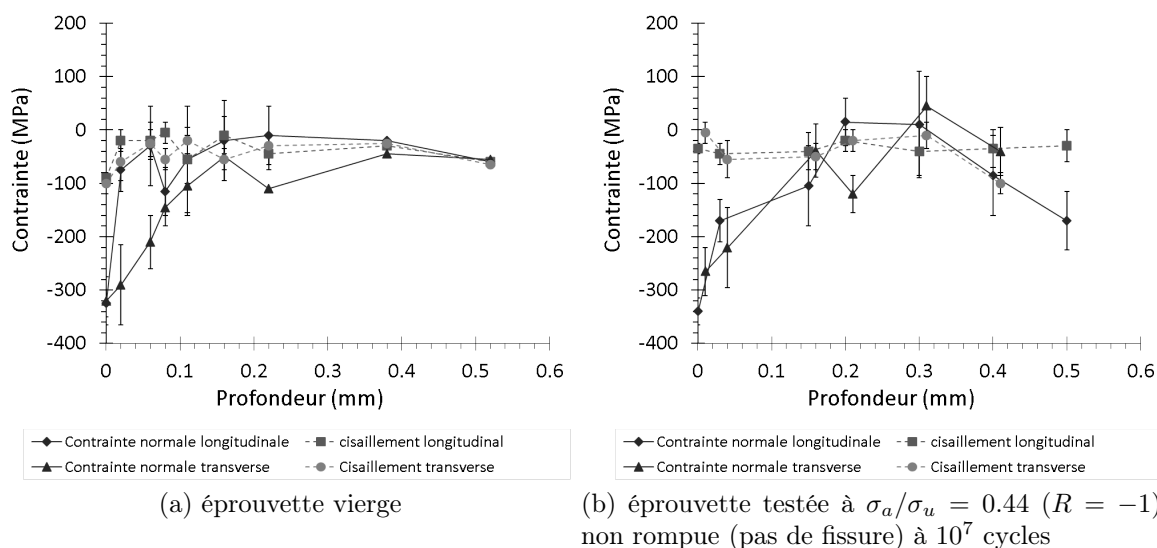 200
100
0
-100
-200
-300
-400
Contrainte (MPa)
0 0.1 0.2 0.3 0.4 0.5 0.6
Profondeur (mm)
Contrainte normale longitudinale
cisaillement longitudinal
Contrainte normale transverse
Cisaillement transverse
(a) éprouvette vierge
200
100
0
-100
-200
-300
-400
Contrainte (MPa)
0 0.1 0.2 0.3 0.4 0.5 0.6
Profondeur (mm)
Contrainte normale longitudinale
cisaillement longitudinal
Contrainte normale transverse
Cisaillement transverse
(b) éprouvette testée à σₐ/σᵤ = 0.44 (R = −1)
non rompue (pas de fissure) à 10⁷ cycles